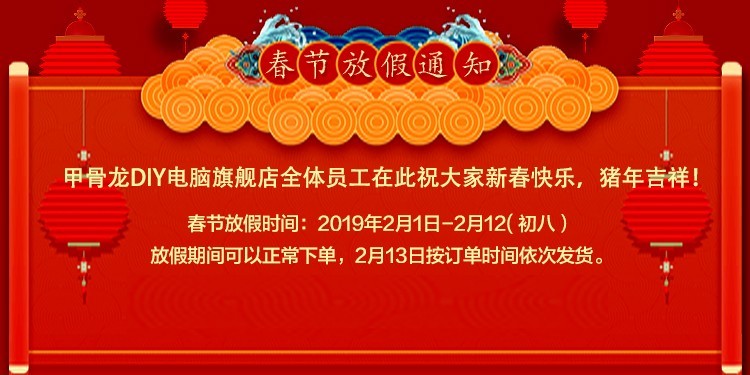 春节放假通知
甲骨龙DIY电脑旗舰店全体员工在此祝大家新春快乐，猪年吉祥！
春节放假时间：2019年2月1日-2月12(初八）
放假期间可以正常下单，2月13日按订单时间依次发货。